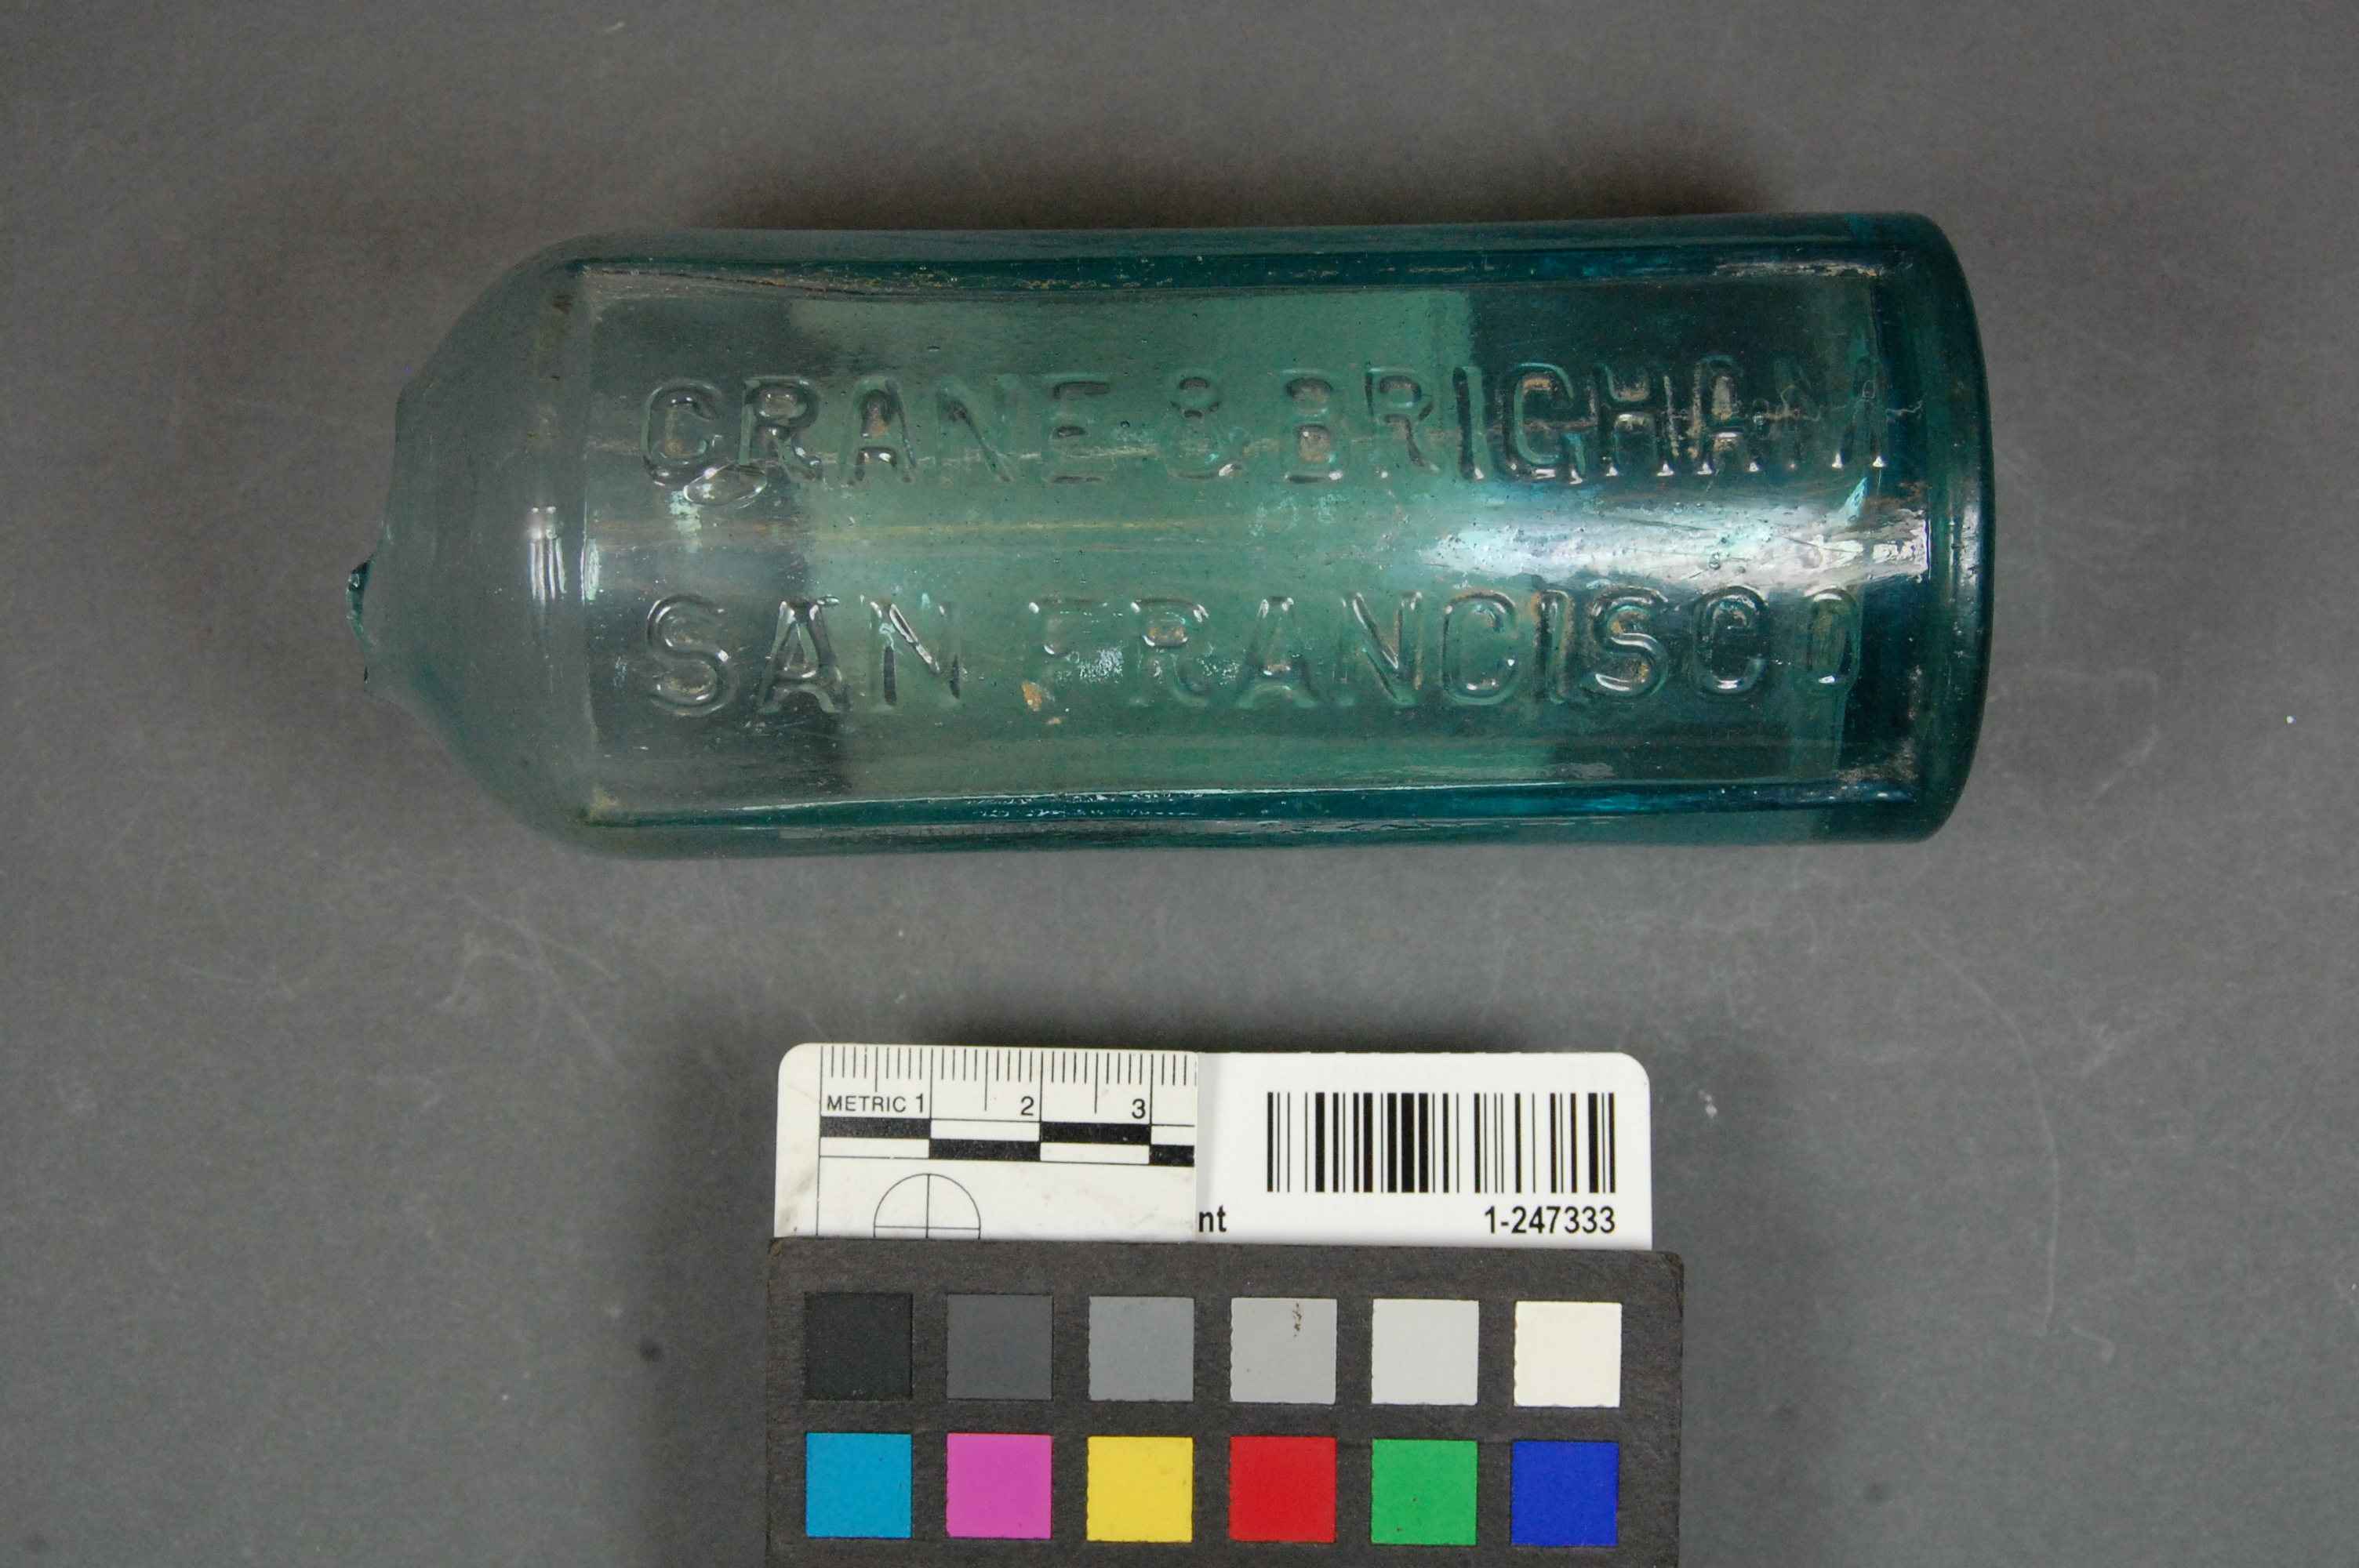 CRANE & BRIGHAM
SAN FRANCISCO
METRIC 1 2 3
nt 1-247333